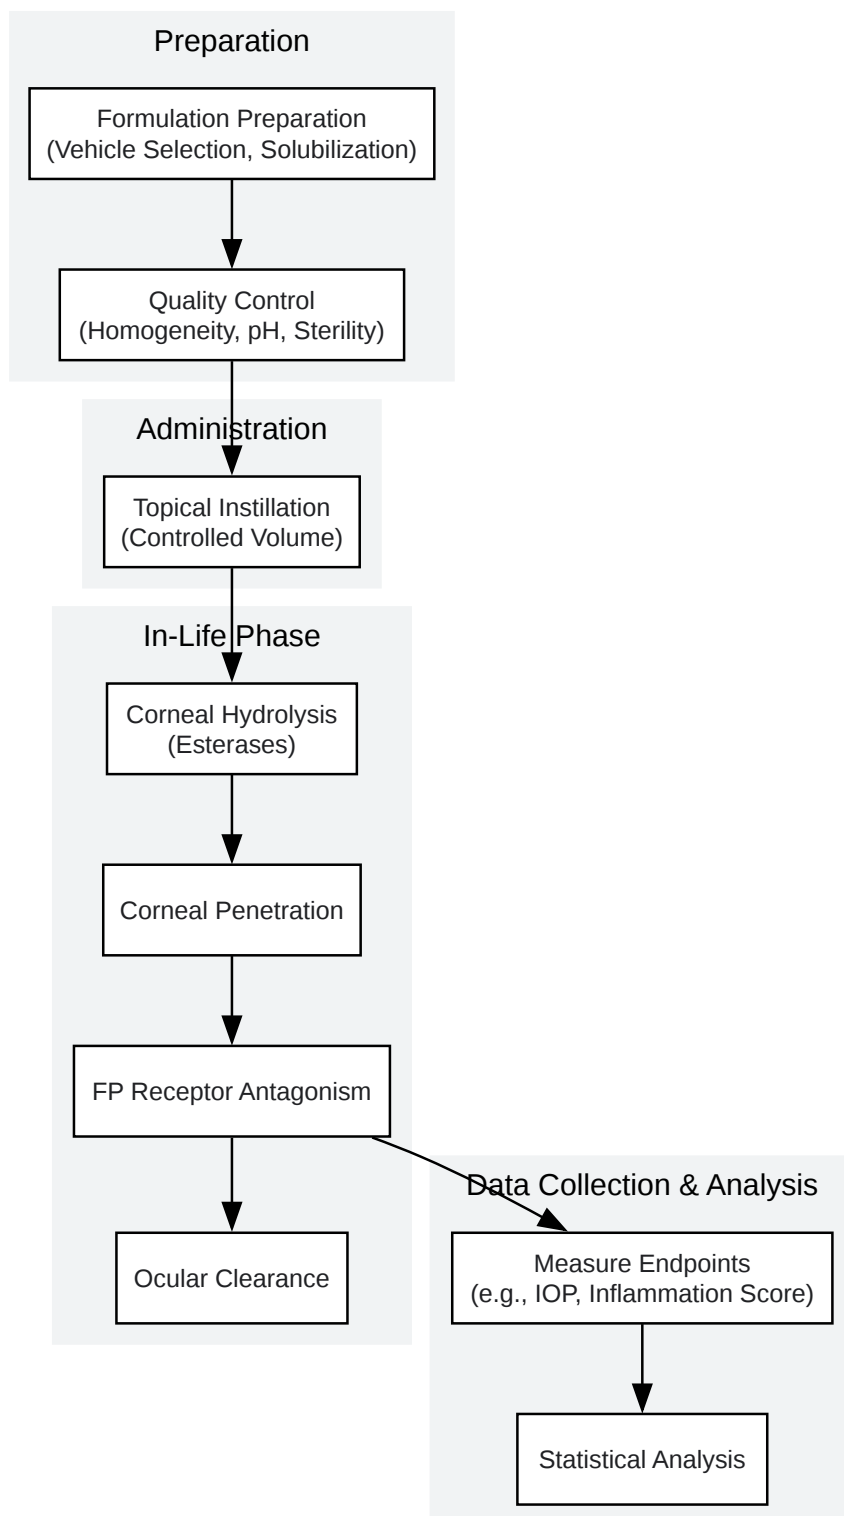 Preparation
Formulation Preparation
(Vehicle Selection, Solubilization)
Quality Control
(Homogeneity, pH, Sterility)
Administration
Topical Instillation
(Controlled Volume)
In-Life Phase
Corneal Hydrolysis
(Esterases)
Corneal Penetration
FP Receptor Antagonism
Ocular Clearance
Data Collection & Analysis
Measure Endpoints
(e.g., IOP, Inflammation Score)
Statistical Analysis